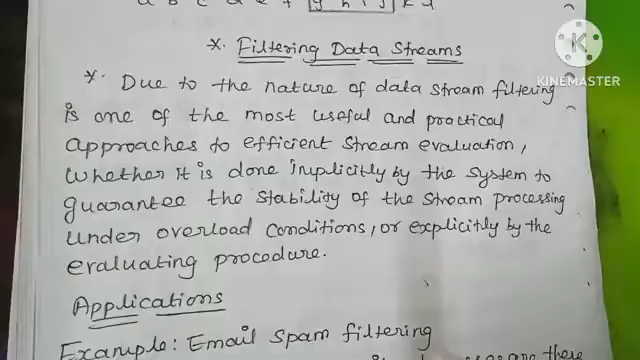 a b c d e f g h i j k l
*. Filtering Data Streams
*. Due to the nature of data stream filtering
is one of the most useful and practical
approaches to efficient stream evaluation,
whether it is done implicitly by the system to
guarantee the stability of the stream processing
under overload conditions, or explicitly by the
evaluating procedure.
Applications
Example: Email spam filtering
these
KINEMASTER